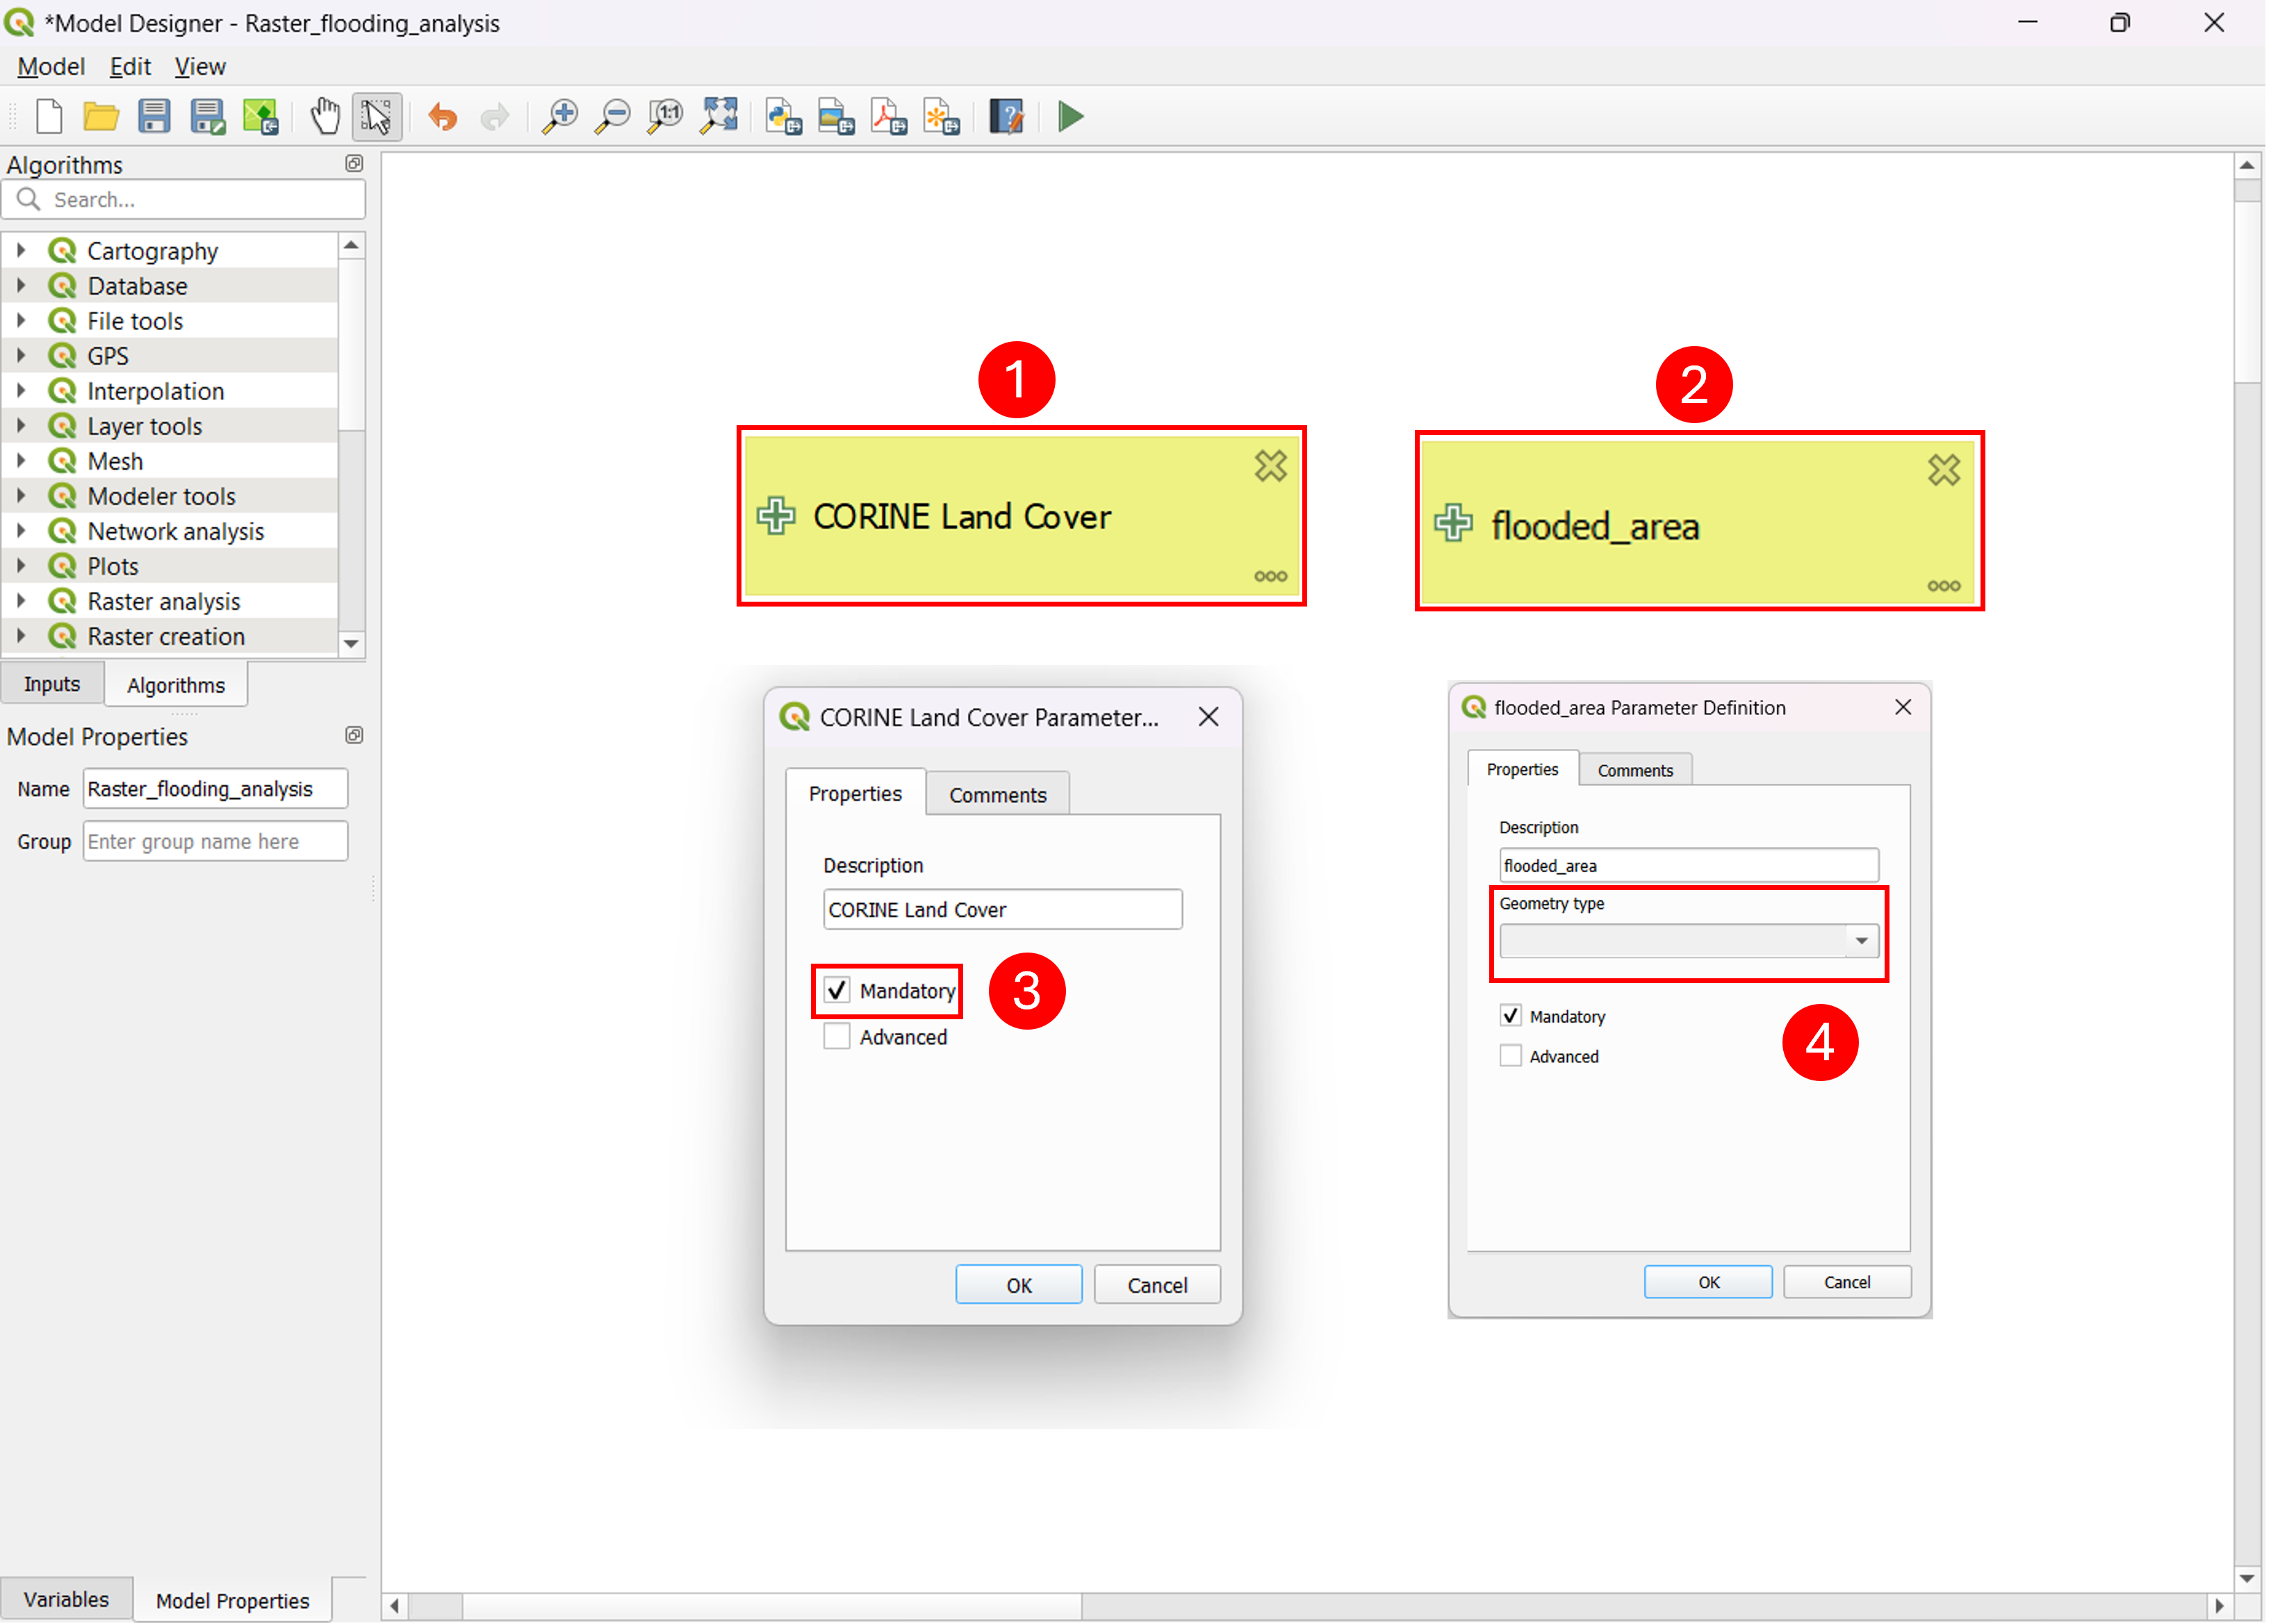 *Model Designer - Raster_flooding_analysis
Model Edit View
1:1
Algorithms
Search...
Cartography
Database
File tools
GPS
Interpolation
Layer tools
Mesh
Modeler tools
Network analysis
Plots
Raster analysis
Raster creation
Inputs Algorithms
Model Properties
Name Raster_flooding_analysis
Group Enter group name here
Variables Model Properties
1
CORINE Land Cover
2
flooded_area
CORINE Land Cover Parameter...
Properties Comments
Description
CORINE Land Cover
Mandatory
3
Advanced
OK Cancel
flooded_area Parameter Definition
Properties Comments
Description
flooded_area
Geometry type
Mandatory
4
Advanced
OK Cancel